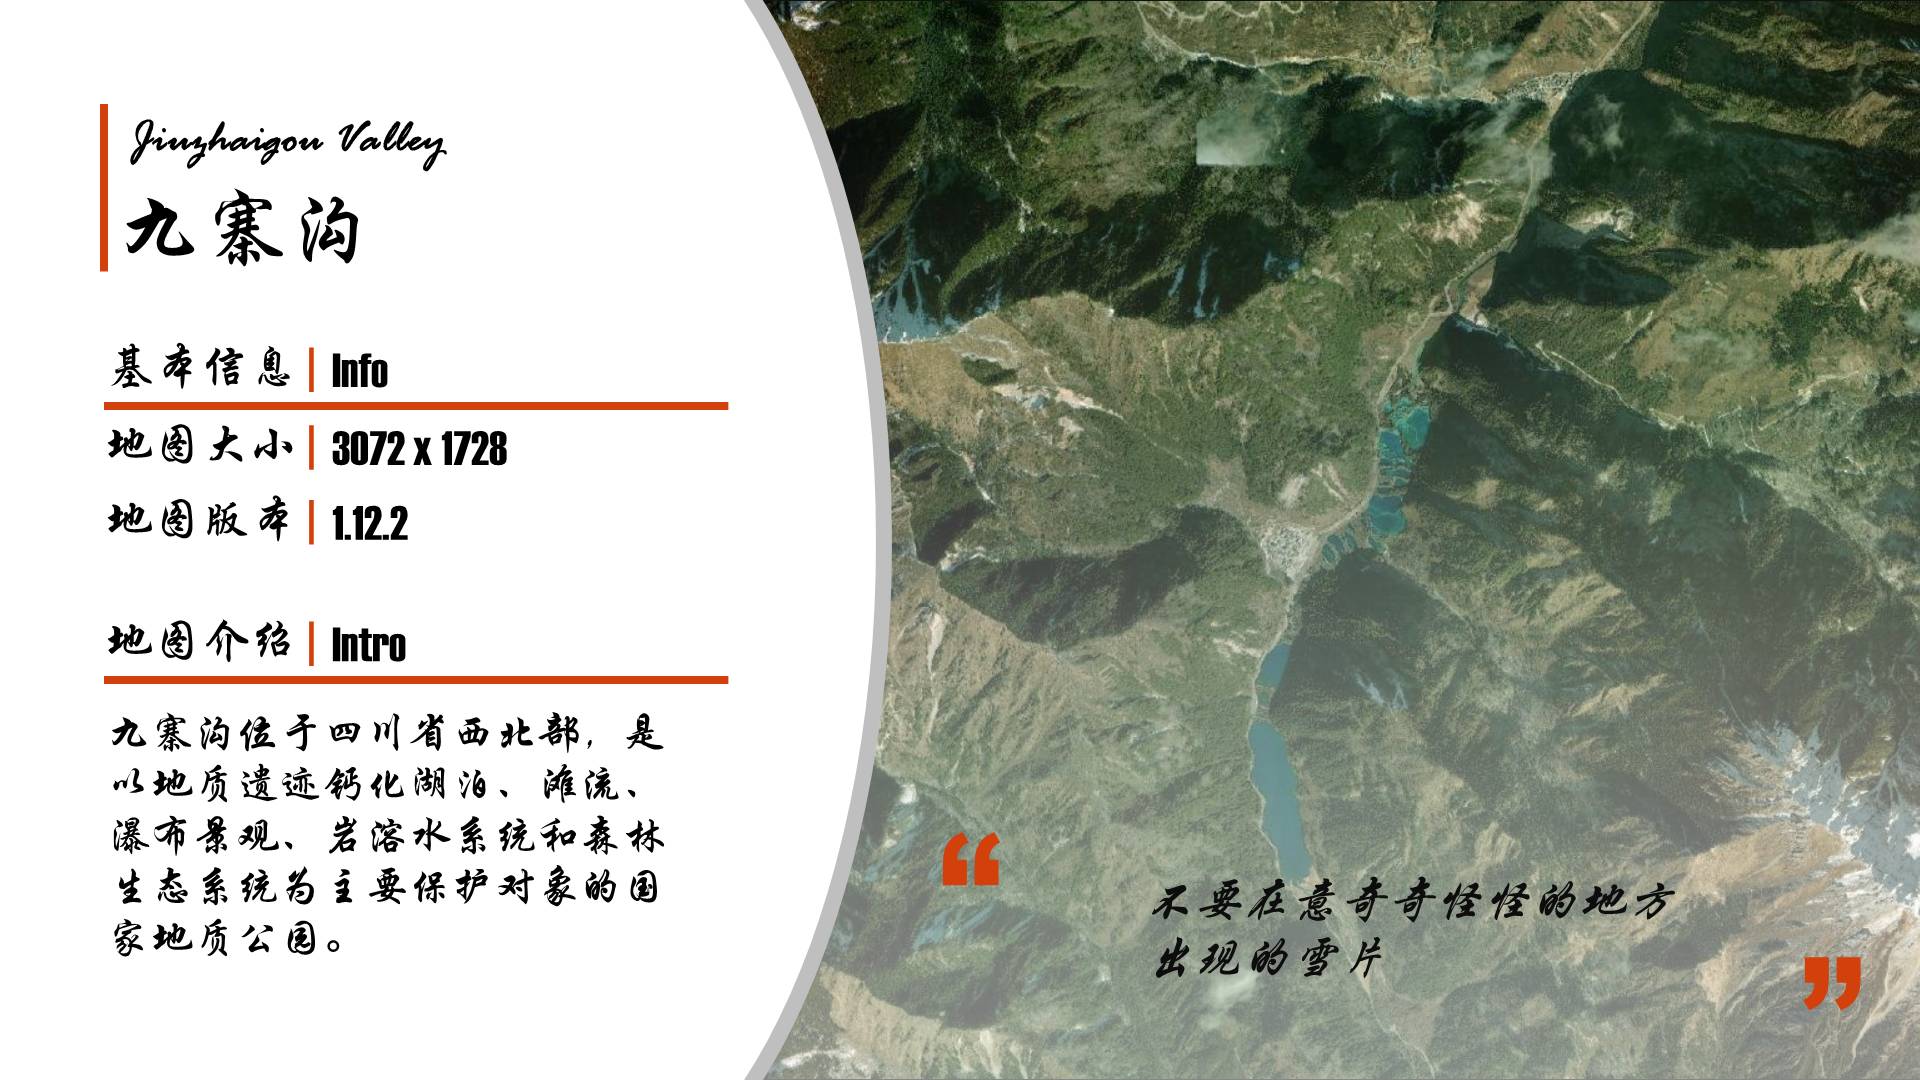 Jiuzhaigou Valley
九寨沟
基本信息 | Info
地图大小 | 3072 x 1728
地图版本 | 1.12.2
地图介绍 | Intro
九寨沟位于四川省西北部，是
以地质遗迹钙化湖泊、滩流、
瀑布景观、岩溶水系统和森林
生态系统为主要保护对象的国
家地质公园。
“
不要在意奇奇怪怪的地方
出现的雪片
”